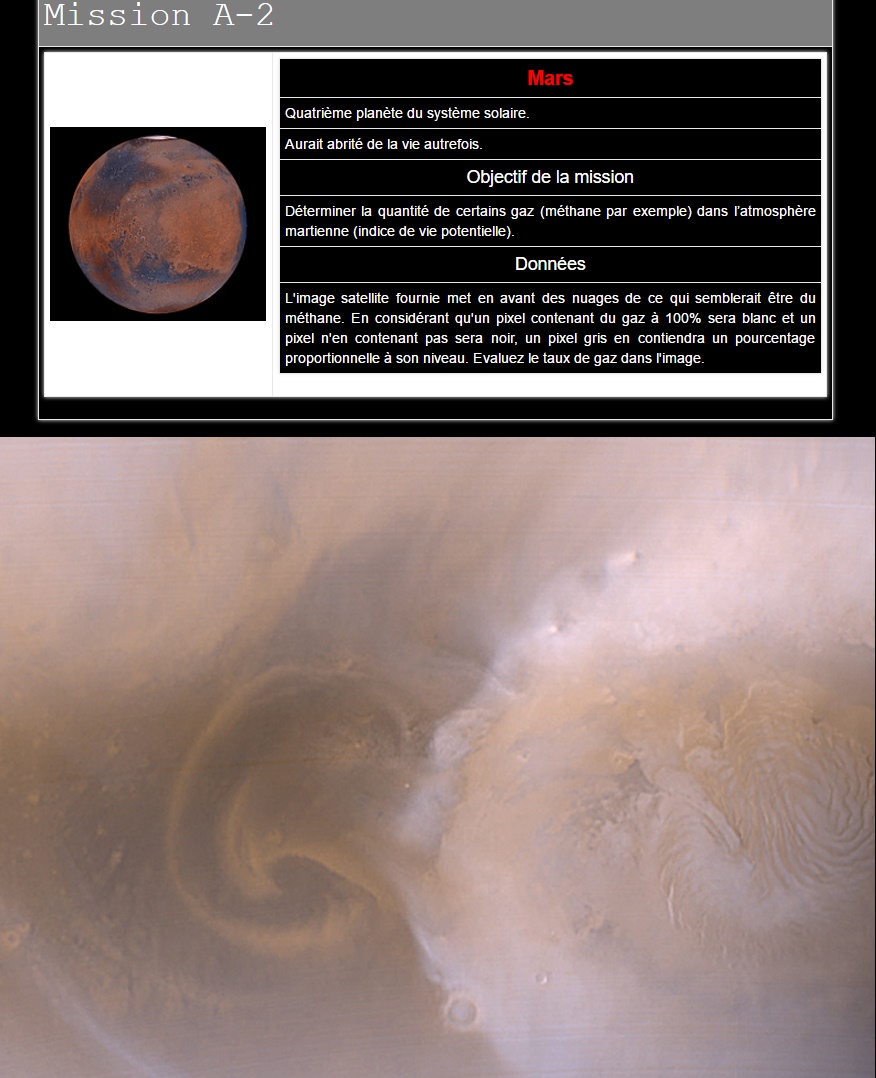 Mission A-2
Mars
Quatrième planète du système solaire.
Aurait abrité de la vie autrefois.
Objectif de la mission
Déterminer la quantité de certains gaz (méthane par exemple) dans l'atmosphère
martienne (indice de vie potentielle).
Données
L'image satellite fournie met en avant des nuages de ce qui semblerait être du
méthane. En considérant qu'un pixel contenant du gaz à 100% sera blanc et un
pixel n'en contenant pas sera noir, un pixel gris en contiendra un pourcentage
proportionnelle à son niveau. Evaluez le taux de gaz dans l'image.